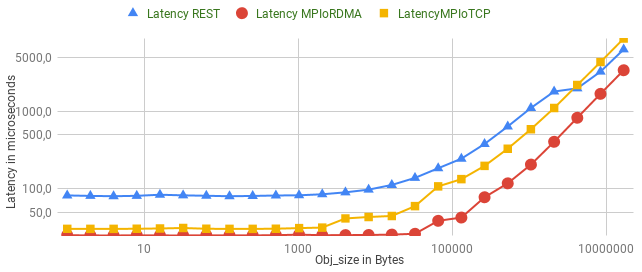 Latency REST Latency MPIoRDMA LatencyMPIoTCP
5000,0
1000,0
500,0
100,0
50,0
Latency in microseconds
10 1000 100000 10000000
Obj_size in Bytes